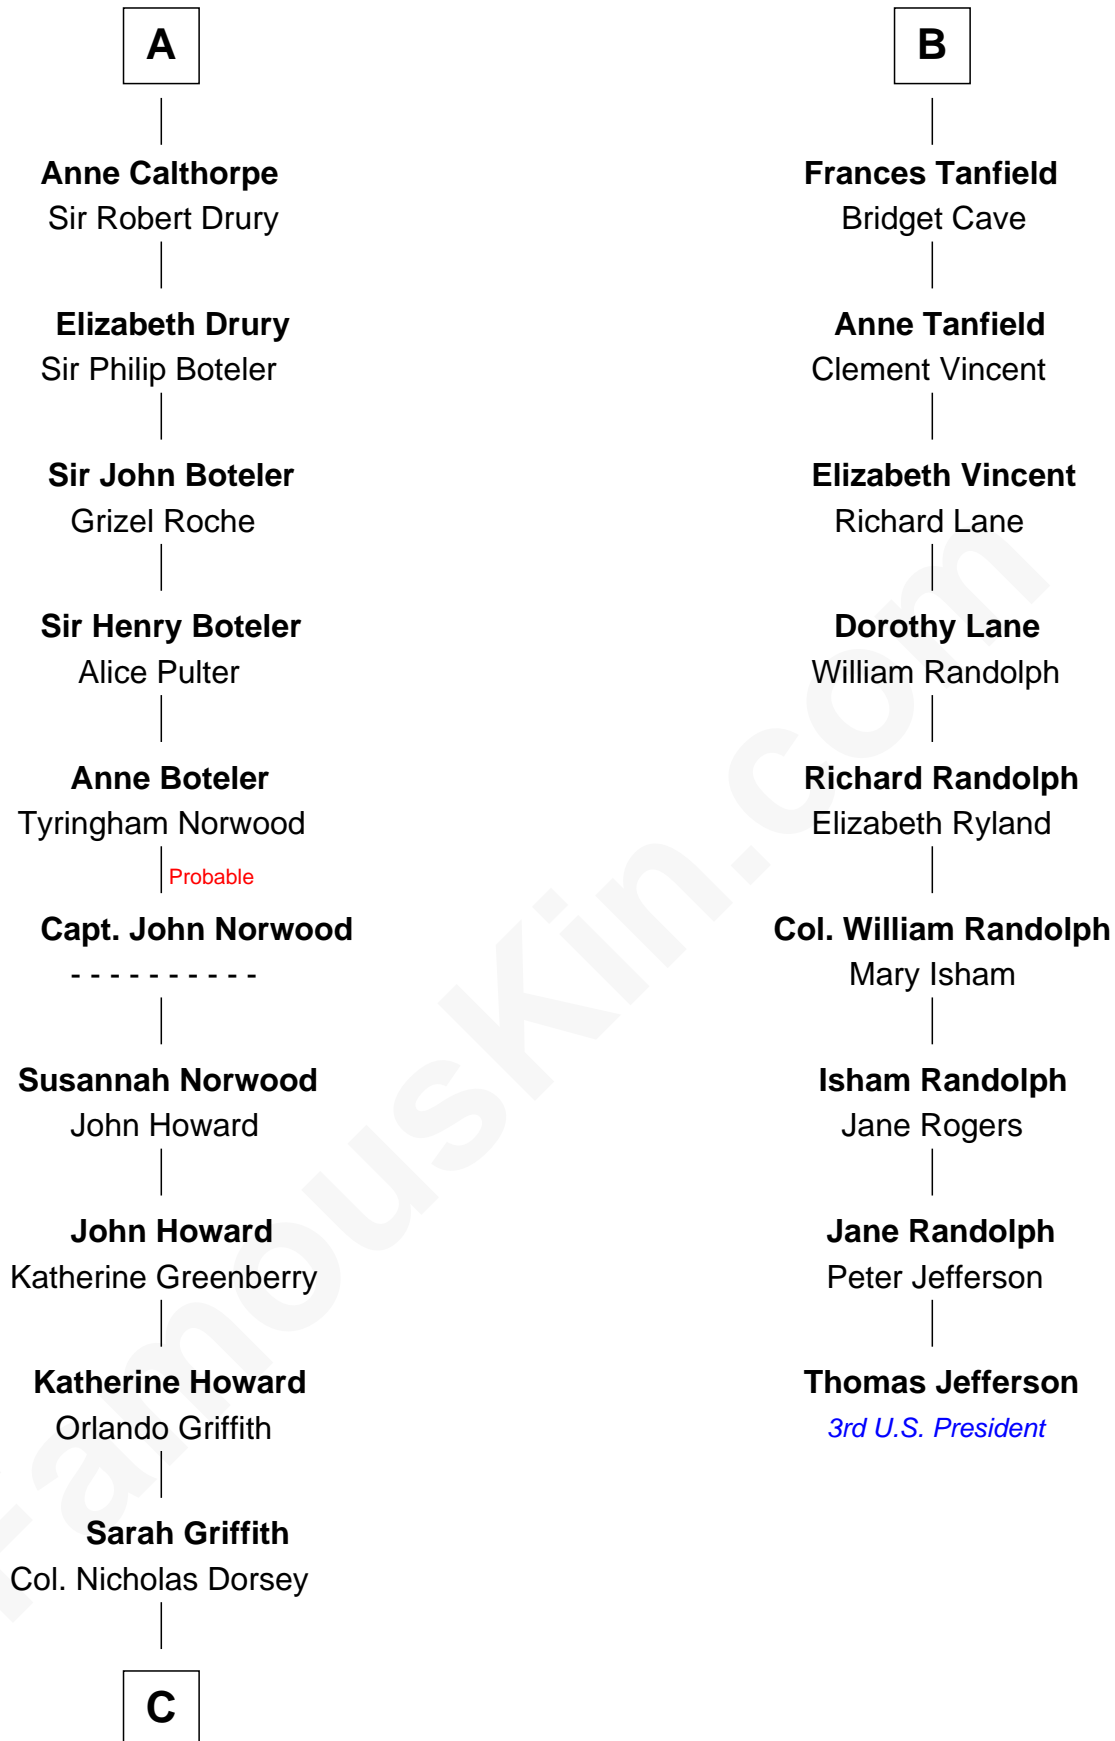 A
Anne Calthorpe
Sir Robert Drury
Elizabeth Drury
Sir Philip Boteler
Sir John Boteler
Grizel Roche
Sir Henry Boteler
Alice Pulter
Anne Boteler
Tyringham Norwood
Probable
Capt. John Norwood
- - - - - - - - - -
Susannah Norwood
John Howard
John Howard
Katherine Greenberry
Katherine Howard
Orlando Griffith
Sarah Griffith
Col. Nicholas Dorsey
C
B
Frances Tanfield
Bridget Cave
Anne Tanfield
Clement Vincent
Elizabeth Vincent
Richard Lane
Dorothy Lane
William Randolph
Richard Randolph
Elizabeth Ryland
Col. William Randolph
Mary Isham
Isham Randolph
Jane Rogers
Jane Randolph
Peter Jefferson
Thomas Jefferson
3rd U.S. President
FamousKin.com